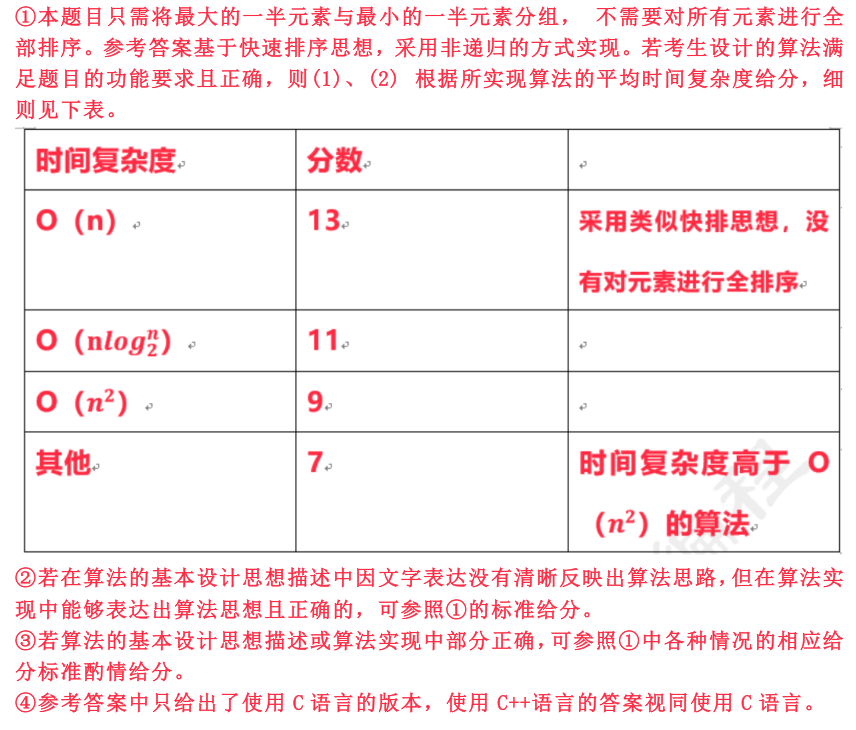 ①本题目只需将最大的一半元素与最小的一半元素分组， 不需要对所有元素进行全
部排序。参考答案基于快速排序思想，采用非递归的方式实现。若考生设计的算法满
足题目的功能要求且正确，则(1)、(2) 根据所实现算法的平均时间复杂度给分，细
则见下表。
时间复杂度 分数
O（n） 13 采用类似快排思想，没
有对元素进行全排序
O（nlog₂ⁿ） 11
O（n²） 9
其他 7 时间复杂度高于 O
（n²）的算法
程
②若在算法的基本设计思想描述中因文字表达没有清晰反映出算法思路，但在算法实
现中能够表达出算法思想且正确的，可参照①的标准给分。
③若算法的基本设计思想描述或算法实现中部分正确，可参照①中各种情况的相应给
分标准酌情给分。
④参考答案中只给出了使用 C 语言的版本，使用 C++语言的答案视同使用 C 语言。